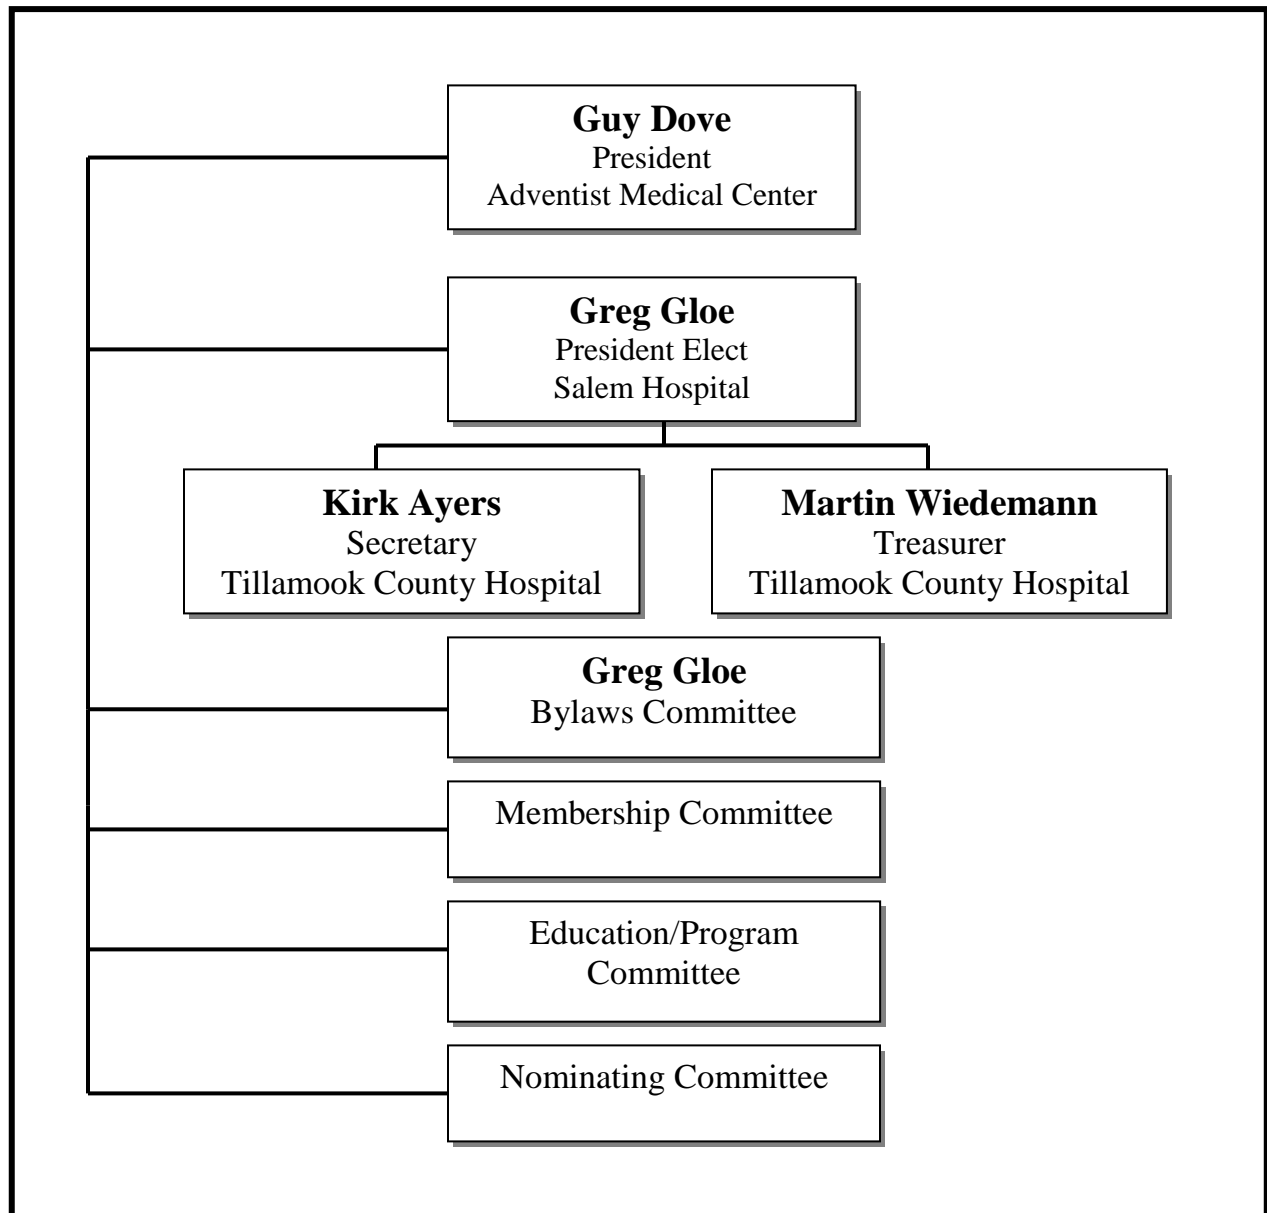 Guy Dove
President
Adventist Medical Center
Greg Gloe
President Elect
Salem Hospital
Kirk Ayers
Secretary
Tillamook County Hospital
Martin Wiedemann
Treasurer
Tillamook County Hospital
Greg Gloe
Bylaws Committee
Membership Committee
Education/Program
Committee
Nominating Committee